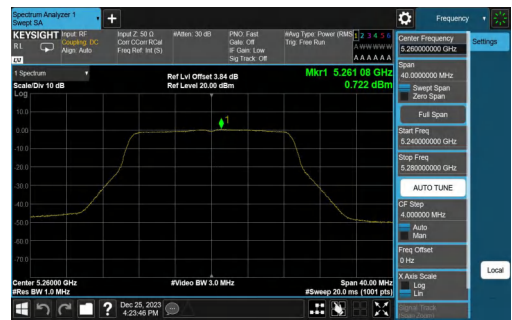 Spectrum Analyzer 1
Swept SA
Frequency
KEYSIGHT
RL
LV
Input: RF
Coupling: DC
Align: Auto
Input Z: 50 Ω
Corr CCorr RCal
Freq Ref: Int (S)
#Atten: 30 dB
PNO: Fast
Gate: Off
IF Gain: Low
Sig Track: Off
#Avg Type: Power (RMS
Trig: Free Run
1 2 3 4 5 6
A W W W W W
A A A A A A
1 Spectrum
Scale/Div 10 dB
Log
Ref Lvl Offset 3.84 dB
Ref Level 20.00 dBm
Mkr1 5.261 08 GHz
0.722 dBm
10.0
0.00
-10.0
-20.0
-30.0
-40.0
-50.0
-60.0
-70.0
1
Center 5.26000 GHz
#Res BW 1.0 MHz
#Video BW 3.0 MHz
Span 40.00 MHz
#Sweep 20.0 ms (1001 pts)
Dec 25, 2023
4:23:46 PM
Center Frequency
5.260000000 GHz
Settings
Span
40.0000000 MHz
Swept Span
Zero Span
Full Span
Start Freq
5.240000000 GHz
Stop Freq
5.280000000 GHz
AUTO TUNE
CF Step
4.000000 MHz
Auto
Man
Freq Offset
0 Hz
X Axis Scale
Log
Lin
Local
Signal Track